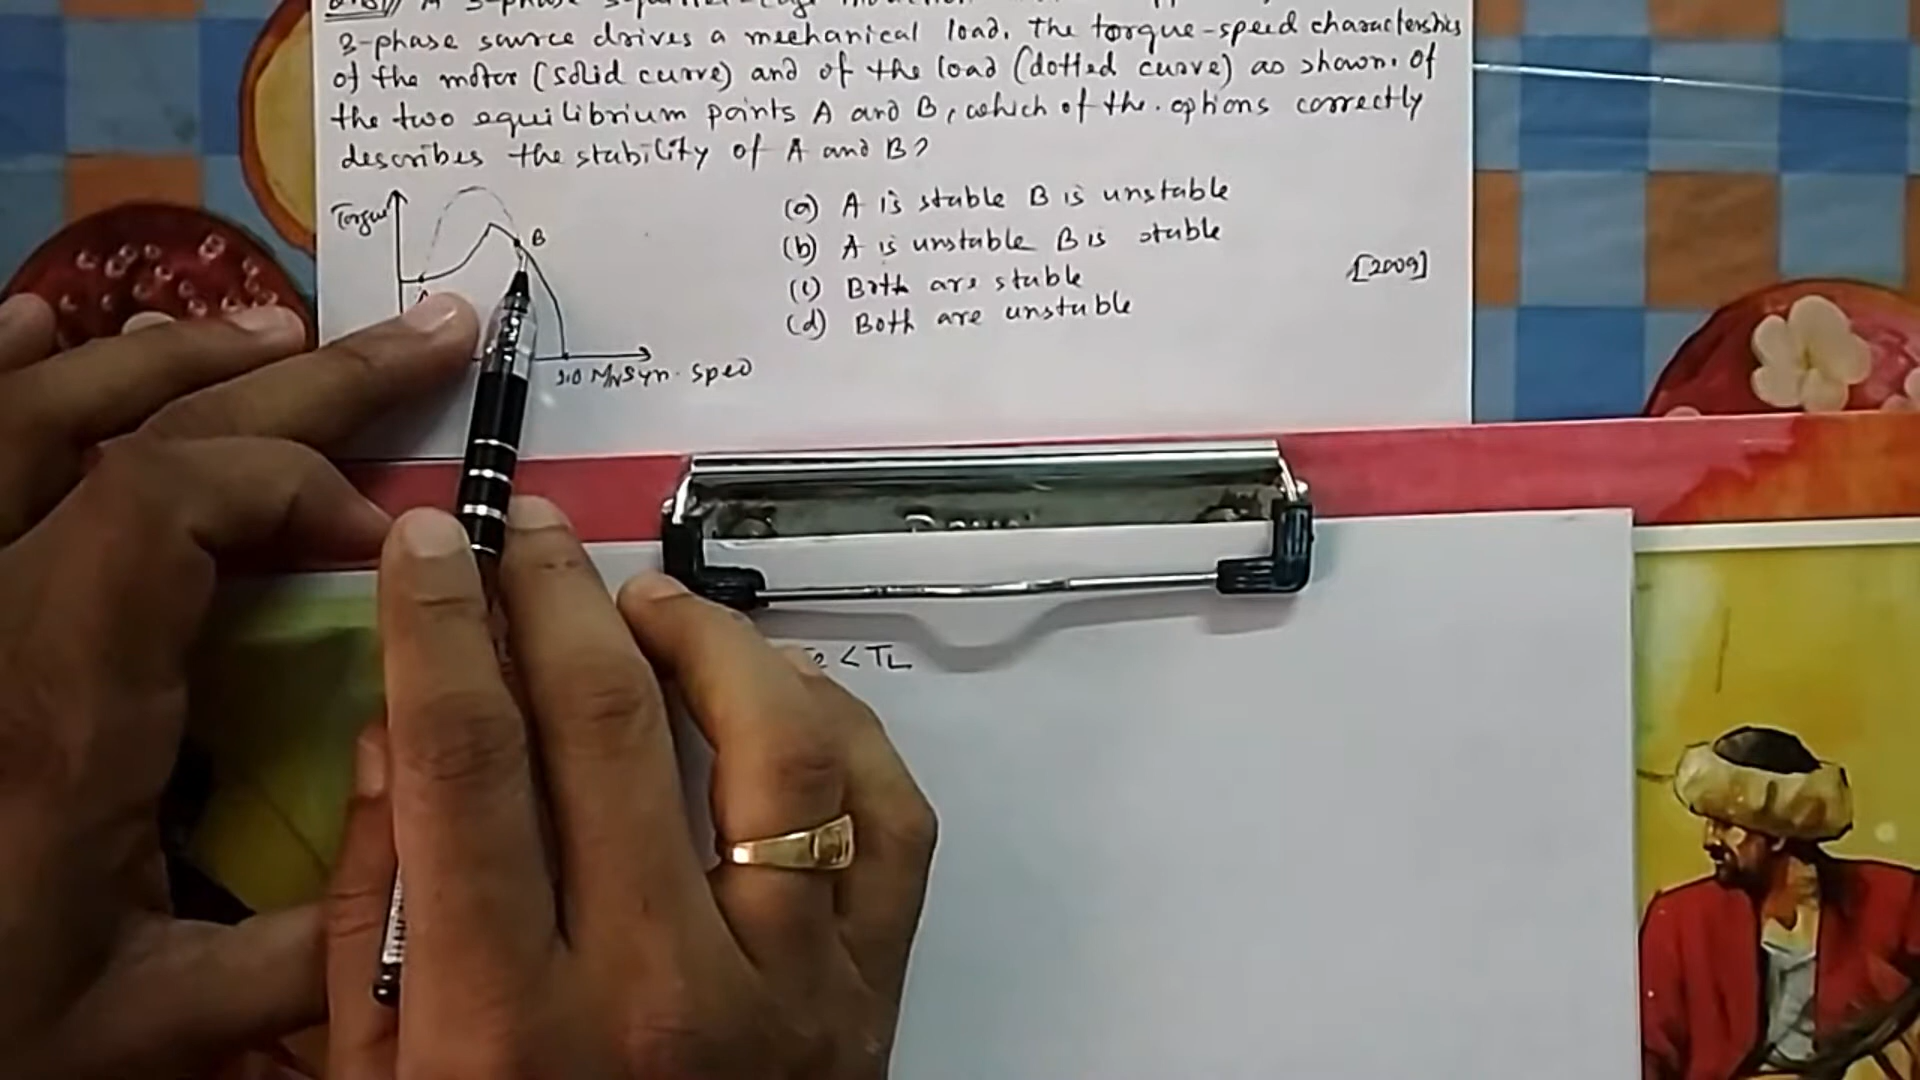 3-phase source drives a mechanical load. The torque-speed characteristics
of the motor (solid curve) and of the load (dotted curve) as shown. Of
the two equilibrium points A and B, which of the options correctly
describes the stability of A and B?
Torque
B
1.0 Syn. speed
(a) A is stable B is unstable
(b) A is unstable B is stable
(c) Both are stable
(d) Both are unstable
[2009]
< TL